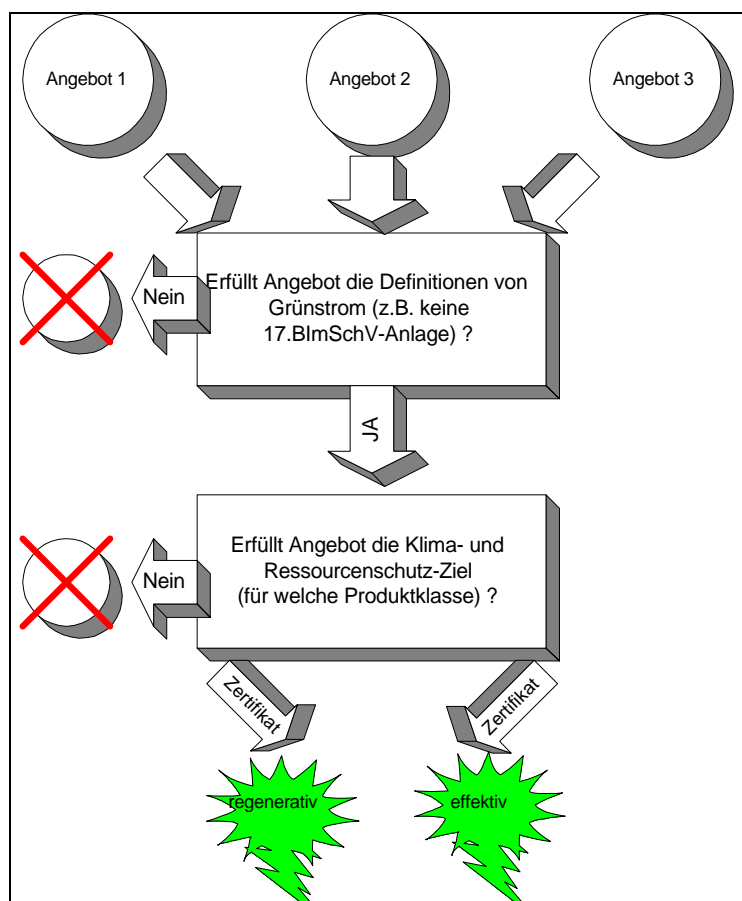 Angebot 1
Angebot 2
Angebot 3
Erfüllt Angebot die Definitionen von
Grünstrom (z.B. keine
17.BImSchV-Anlage) ?
Nein
JA
Erfüllt Angebot die Klima- und
Ressourcenschutz-Ziel
(für welche Produktklasse) ?
Nein
Zertifikat
Zertifikat
regenerativ
effektiv